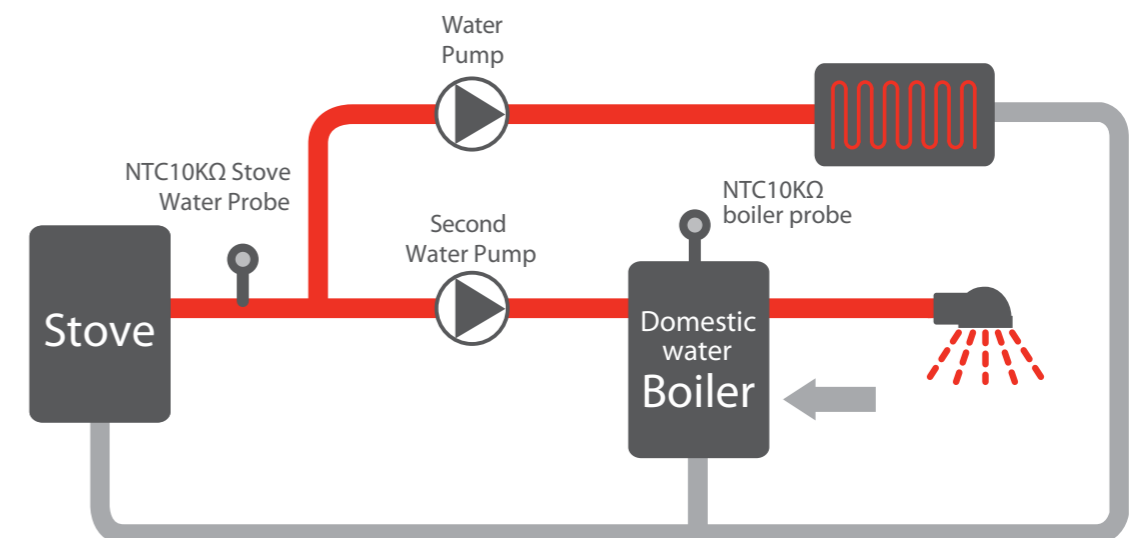 Water
Pump
NTC10KΩ Stove
Water Probe
NTC10KΩ
boiler probe
Second
Water Pump
Stove
Domestic
water
Boiler